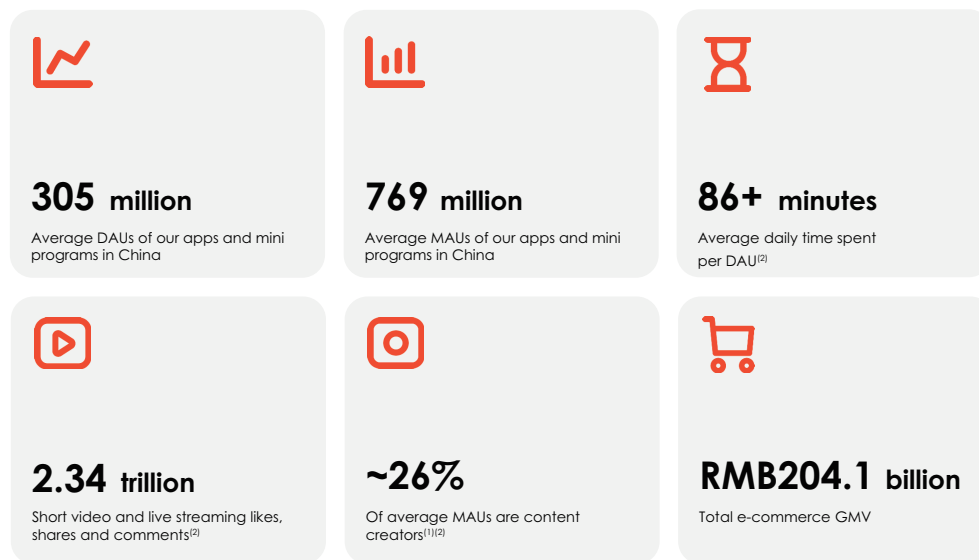 305 million
Average DAUs of our apps and mini
programs in China
769 million
Average MAUs of our apps and mini
programs in China
86+ minutes
Average daily time spent
per DAU(2)
2.34 trillion
Short video and live streaming likes,
shares and comments(2)
~26%
Of average MAUs are content
creators(1)(2)
RMB204.1 billion
Total e-commerce GMV